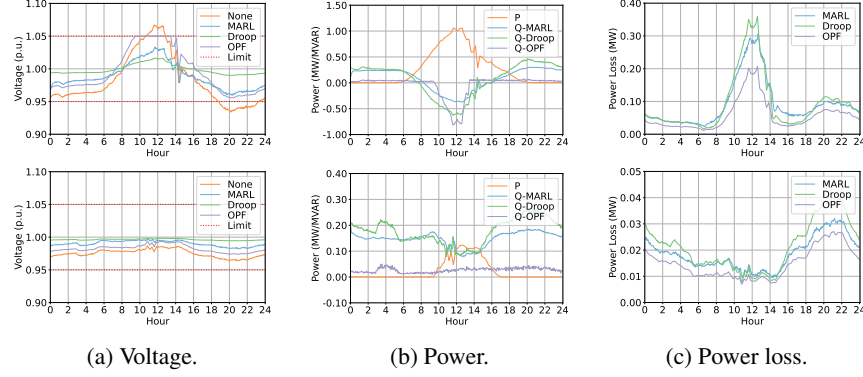 1.10
1.05
1.00
0.95
0.90
Voltage (p.u.)
None
MARL
Droop
OPF
Limit
0 2 4 6 8 10 12 14 16 18 20 22 24
Hour
1.50
1.00
0.50
0.00
-0.50
-1.00
Power (MW/MVAR)
P
Q-MARL
Q-Droop
Q-OPF
0 2 4 6 8 10 12 14 16 18 20 22 24
Hour
0.40
0.30
0.20
0.10
0.00
Power Loss (MW)
MARL
Droop
OPF
0 2 4 6 8 10 12 14 16 18 20 22 24
Hour
1.10
1.05
1.00
0.95
0.90
Voltage (p.u.)
None
MARL
Droop
OPF
Limit
0 2 4 6 8 10 12 14 16 18 20 22 24
Hour
0.40
0.30
0.20
0.10
0.00
-0.10
Power (MW/MVAR)
P
Q-MARL
Q-Droop
Q-OPF
0 2 4 6 8 10 12 14 16 18 20 22 24
Hour
0.05
0.04
0.03
0.02
0.01
0.00
Power Loss (MW)
MARL
Droop
OPF
0 2 4 6 8 10 12 14 16 18 20 22 24
Hour
(a) Voltage.
(b) Power.
(c) Power loss.